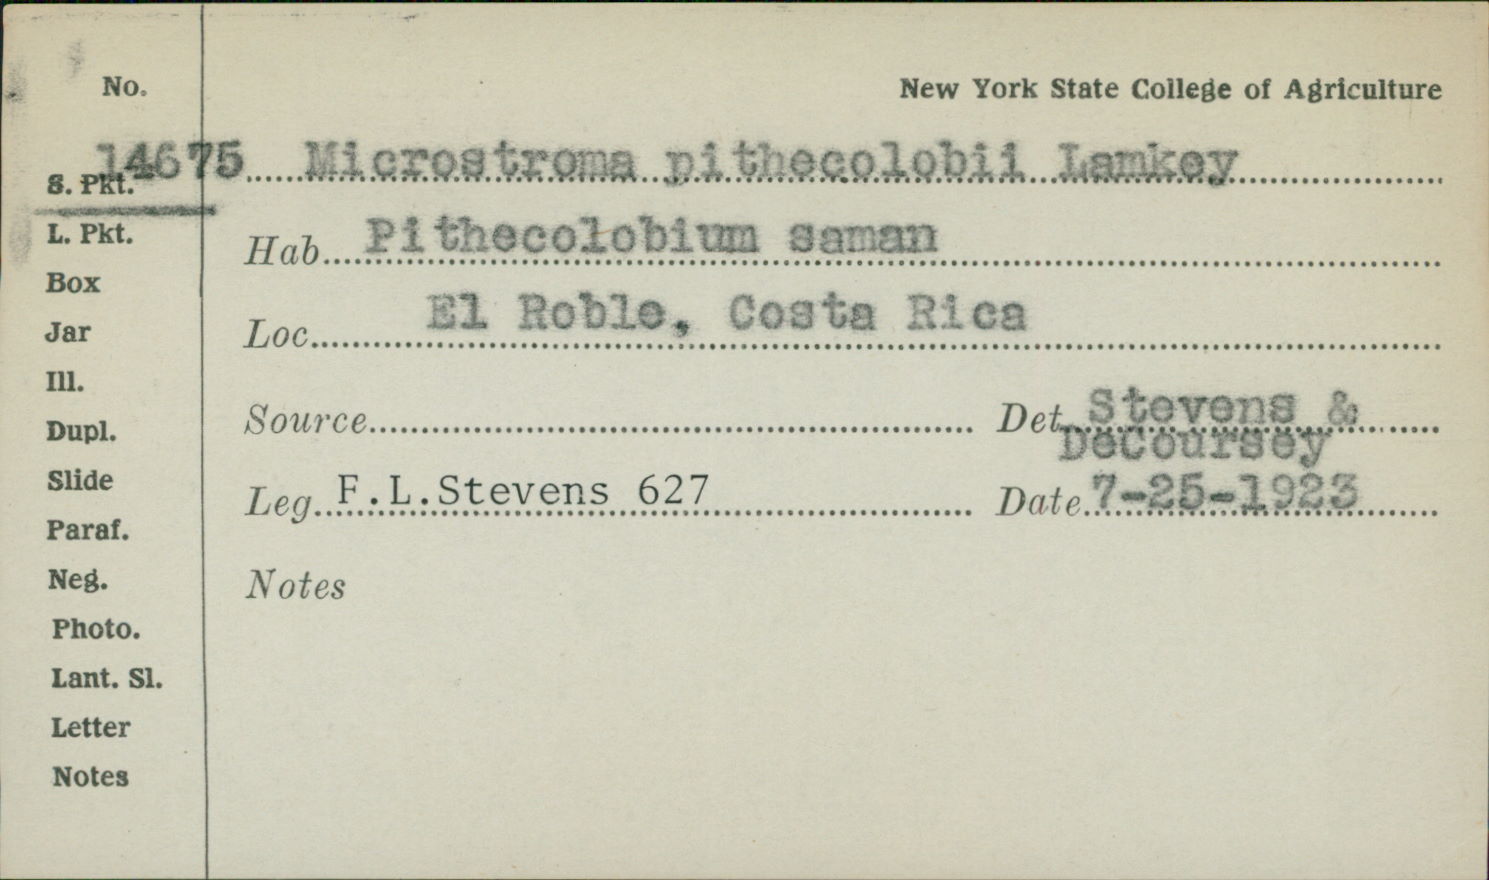 No.
New York State College of Agriculture
14675 Microstroma pithecolobii Lamkey
S. Pkt.
L. Pkt.
Hab. Pithecolobium saman
Box
Loc. El Roble, Costa Rica
Jar
Ill.
Source Det. Stevens &
DeCoursey
Dupl.
Slide
Leg. F.L.Stevens 627 Date 7-25-1923
Paraf.
Neg.
Notes
Photo.
Lant. Sl.
Letter
Notes